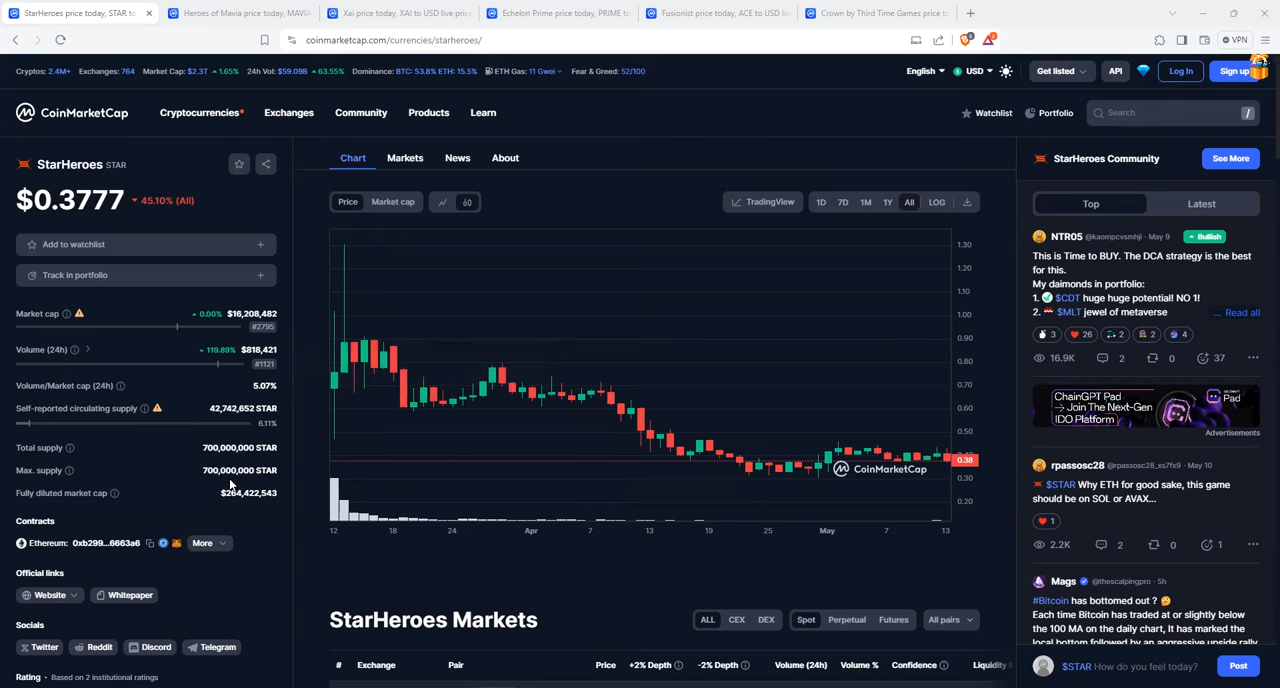 StarHeroes price today, STAR to
Heroes of Mavia price today, MAVIA
Xai price today, XAI to USD live price
Echelon Prime price today, PRIME to
Fusionist price today, ACE to USD li
Crown by Third Time Games price to
coinmarketcap.com/currencies/starheroes/
VPN
Cryptos: 2.4M+ Exchanges: 764 Market Cap: $2.3T 1.65% 24h Vol: $59.09B 63.55% Dominance: BTC: 53.8% ETH: 15.5% ETH Gas: 11 Gwei Fear & Greed: 52/100
English USD Get listed API Log In Sign up
CoinMarketCap Cryptocurrencies Exchanges Community Products Learn Watchlist Portfolio Search /
StarHeroes STAR
$0.3777 45.10% (All)
Add to watchlist +
Track in portfolio +
Market cap 0.00% $16,208,482
#2795
Volume (24h) 119.89% $818,421
#1121
Volume/Market cap (24h) 5.07%
Self-reported circulating supply 42,742,652 STAR
6.11%
Total supply 700,000,000 STAR
Max. supply 700,000,000 STAR
Fully diluted market cap $264,422,543
Contracts
Ethereum: 0xb299...6663a6 More
Official links
Website Whitepaper
Socials
Twitter Reddit Discord Telegram
Rating · Based on 2 institutional ratings
Chart Markets News About
Price Market cap TradingView 1D 7D 1M 1Y All LOG
1.30
1.20
1.10
1.00
0.90
0.80
0.70
0.60
0.50
0.38
0.30
0.20
CoinMarketCap
12 18 24 Apr 7 13 19 25 May 7 13
StarHeroes Markets ALL CEX DEX Spot Perpetual Futures All pairs
# Exchange Pair Price +2% Depth -2% Depth Volume (24h) Volume % Confidence Liquidity
StarHeroes Community See More
Top Latest
NTR05 @kaompcvsmhji · May 9 Bullish
This is Time to BUY. The DCA strategy is the best
for this.
My daimonds in portfolio:
1. $CDT huge huge potential! NO 1!
2. $MLT jewel of metaverse ... Read all
3 26 2 2 4
16.9K 2 0 37
ChainGPT Pad
→ Join The Next-Gen
IDO Platform
Pad
Advertisements
rpassosc28 @rpassosc28_xs7fx9 · May 10
$STAR Why ETH for good sake, this game
should be on SOL or AVAX...
1
2.2K 2 0 1
Mags @thescalpingpro · 5h
#Bitcoin has bottomed out ?
Each time Bitcoin has traded at or slightly below
the 100 MA on the daily chart, It has marked the
local bottom followed by an aggressive upside rally
$STAR How do you feel today? Post